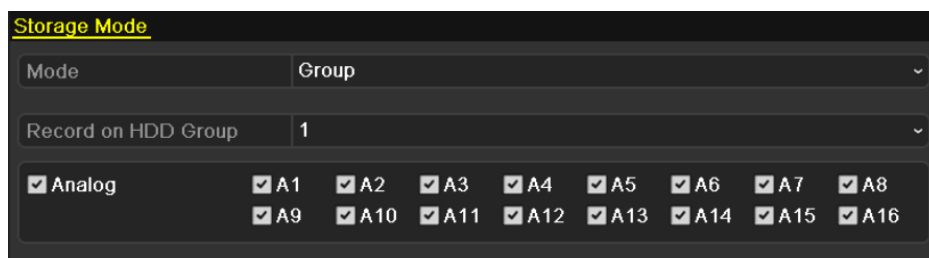 Storage Mode
Mode Group
Record on HDD Group 1
Analog A1 A2 A3 A4 A5 A6 A7 A8
A9 A10 A11 A12 A13 A14 A15 A16